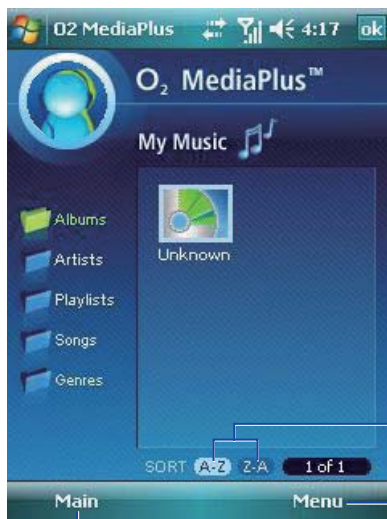 O2 MediaPlus 4:17 ok
O₂ MediaPlus™
My Music
Albums
Artists
Playlists
Songs
Genres
Unknown
SORT A-Z Z-A 1 of 1
Main Menu